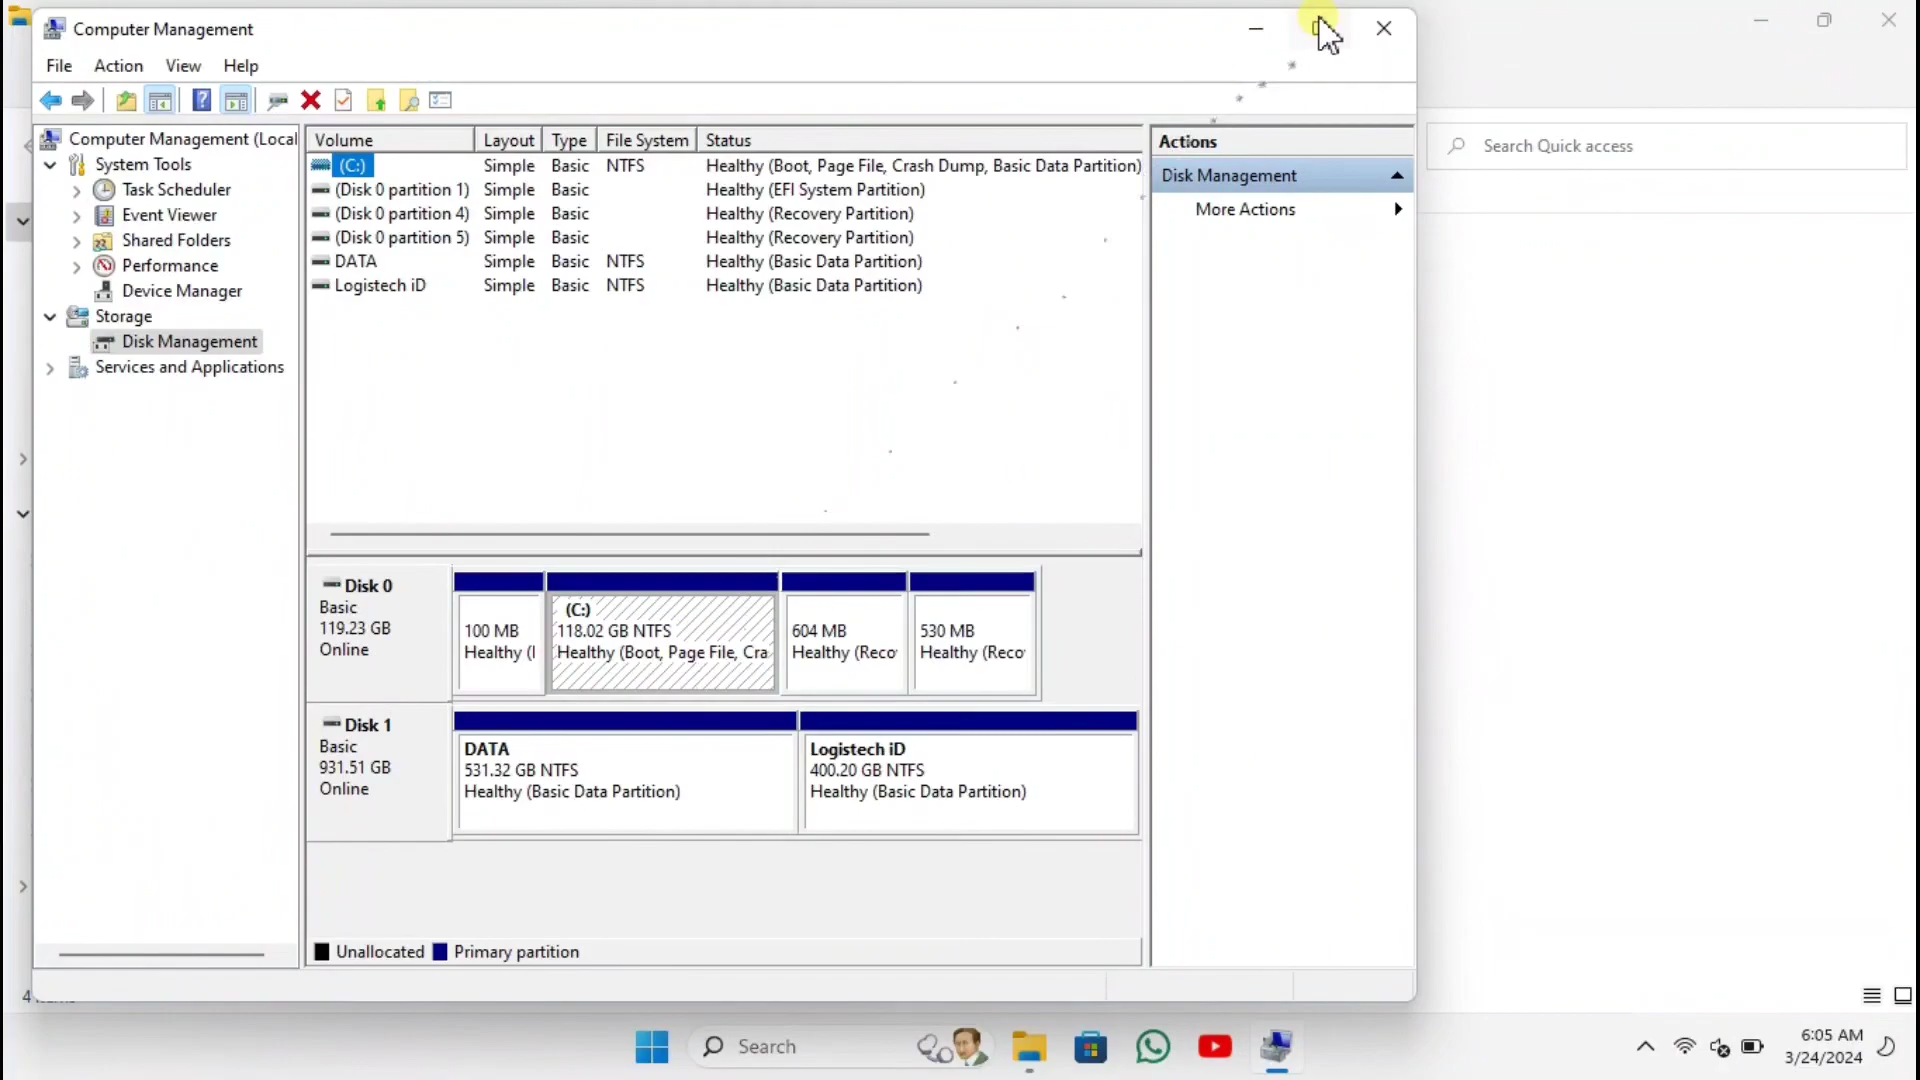 Computer Management
File Action View Help
Computer Management (Local
System Tools
Task Scheduler
Event Viewer
Shared Folders
Performance
Device Manager
Storage
Disk Management
Services and Applications
Volume Layout Type File System Status
(C:) Simple Basic NTFS Healthy (Boot, Page File, Crash Dump, Basic Data Partition)
(Disk 0 partition 1) Simple Basic Healthy (EFI System Partition)
(Disk 0 partition 4) Simple Basic Healthy (Recovery Partition)
(Disk 0 partition 5) Simple Basic Healthy (Recovery Partition)
DATA Simple Basic NTFS Healthy (Basic Data Partition)
Logistech iD Simple Basic NTFS Healthy (Basic Data Partition)
Disk 0
Basic
119.23 GB
Online
100 MB
Healthy (I
(C:)
118.02 GB NTFS
Healthy (Boot, Page File, Cra
604 MB
Healthy (Reco
530 MB
Healthy (Reco
Disk 1
Basic
931.51 GB
Online
DATA
531.32 GB NTFS
Healthy (Basic Data Partition)
Logistech iD
400.20 GB NTFS
Healthy (Basic Data Partition)
Unallocated Primary partition
Actions
Disk Management
More Actions
Search Quick access
4
Search
6:05 AM
3/24/2024